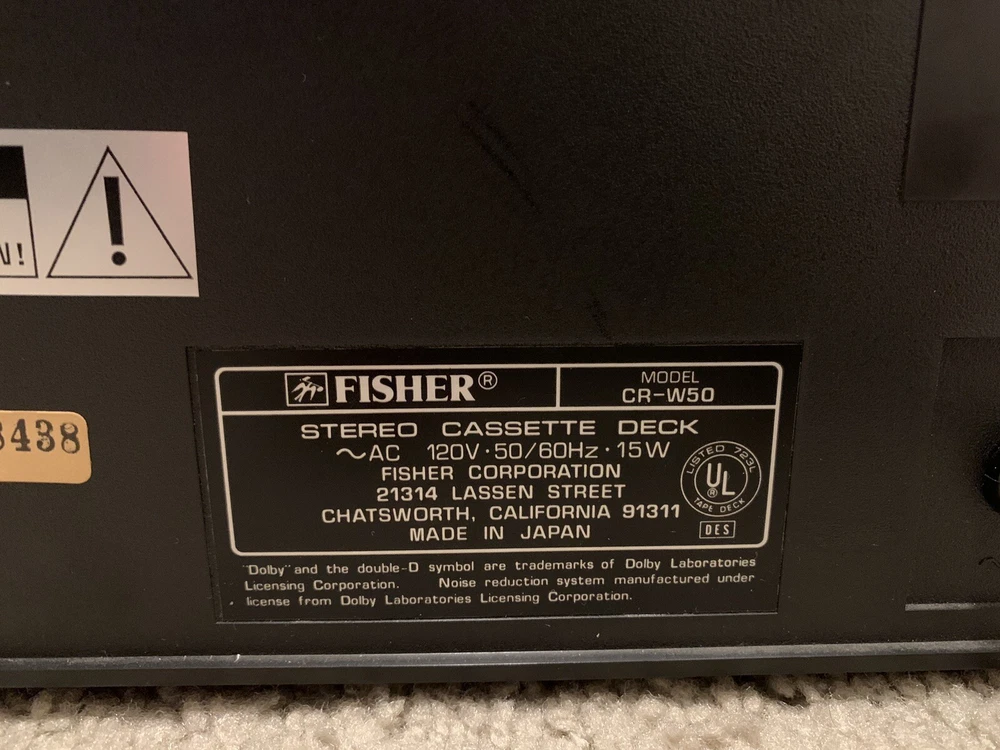 N!
3438
FISHER®
MODEL
CR-W50
STEREO CASSETTE DECK
~AC 120V·50/60Hz·15W
FISHER CORPORATION
21314 LASSEN STREET
CHATSWORTH, CALIFORNIA 91311
MADE IN JAPAN
LISTED 723L
UL®
TAPE DECK
DES
"Dolby" and the double-D symbol are trademarks of Dolby Laboratories
Licensing Corporation. Noise reduction system manufactured under
license from Dolby Laboratories Licensing Corporation.